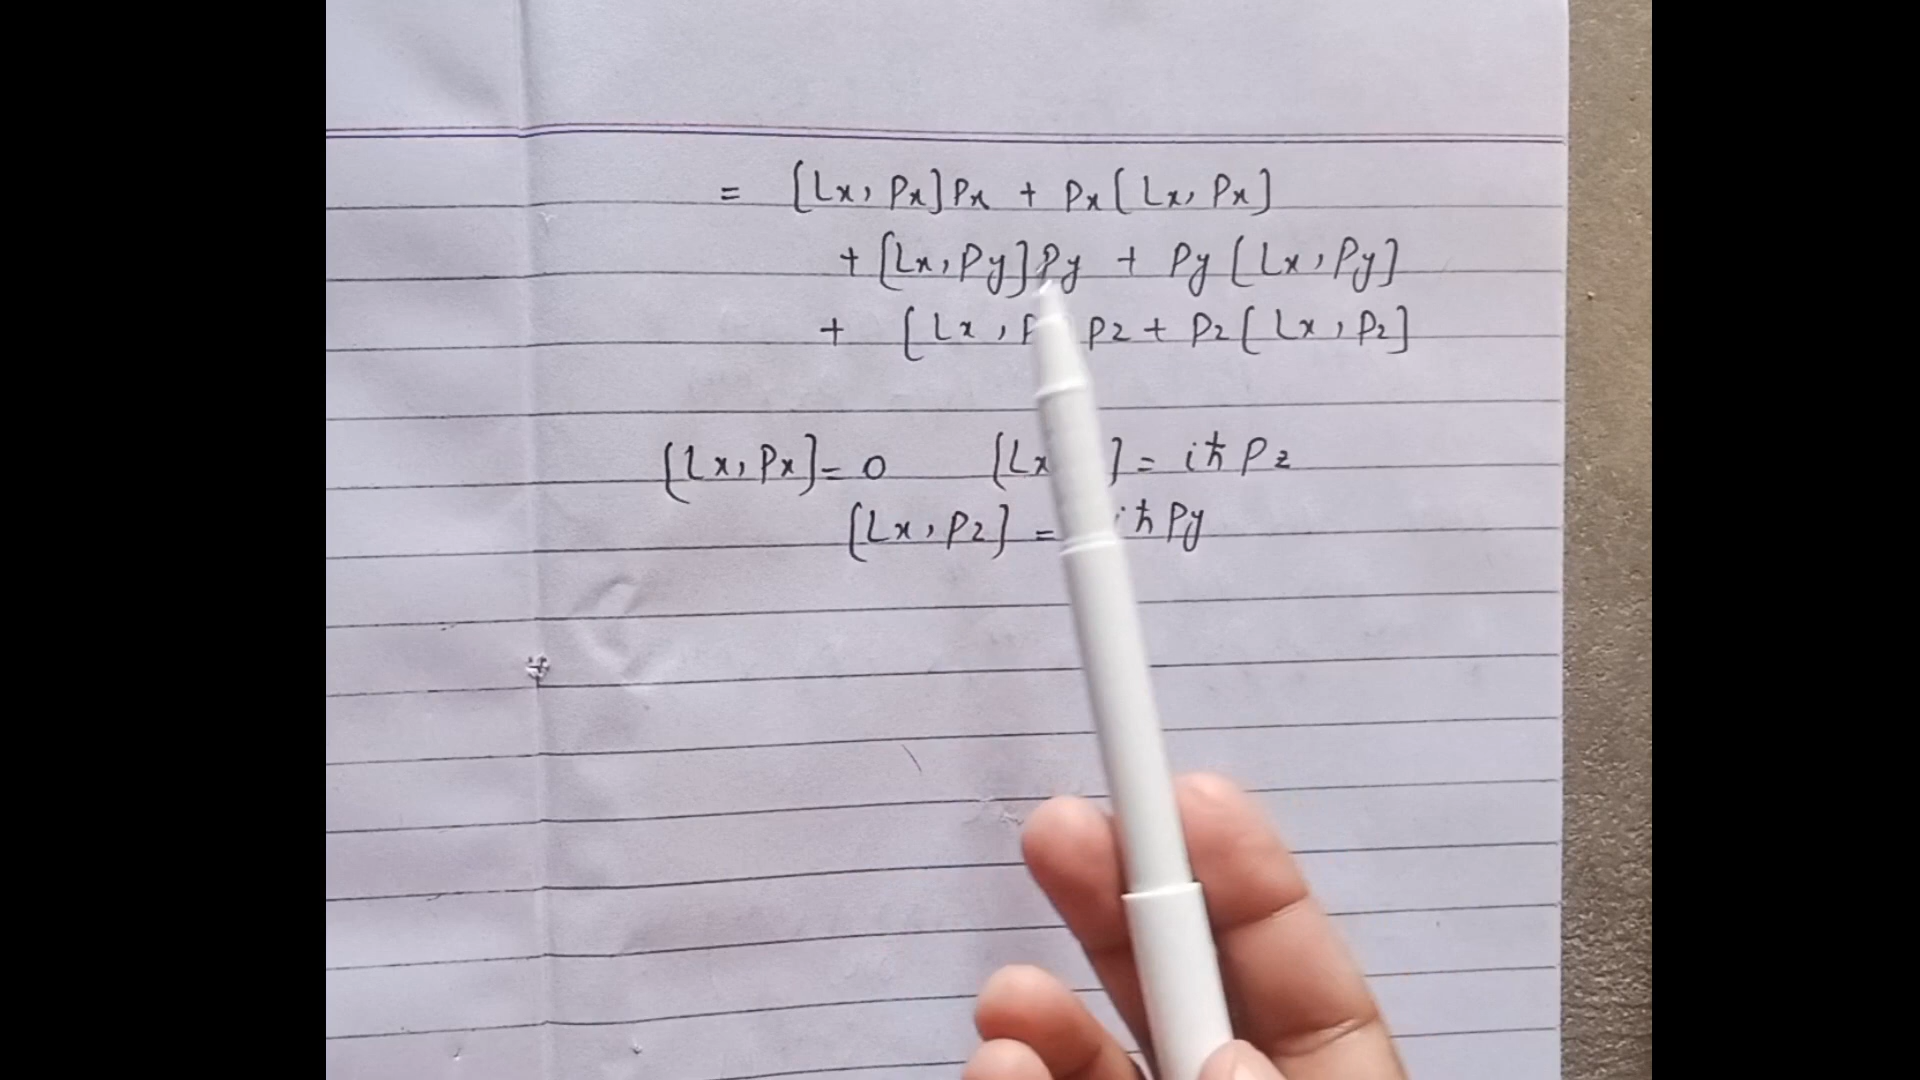 = [Lx, Px]Px + Px[Lx, Px]
+ [Lx, Py]Py + Py[Lx, Py]
+ [Lx, P Pz + Pz[Lx, Pz]
[Lx, Px] = 0 [Lx ] = iħ Pz
[Lx, Pz] = iħ Py